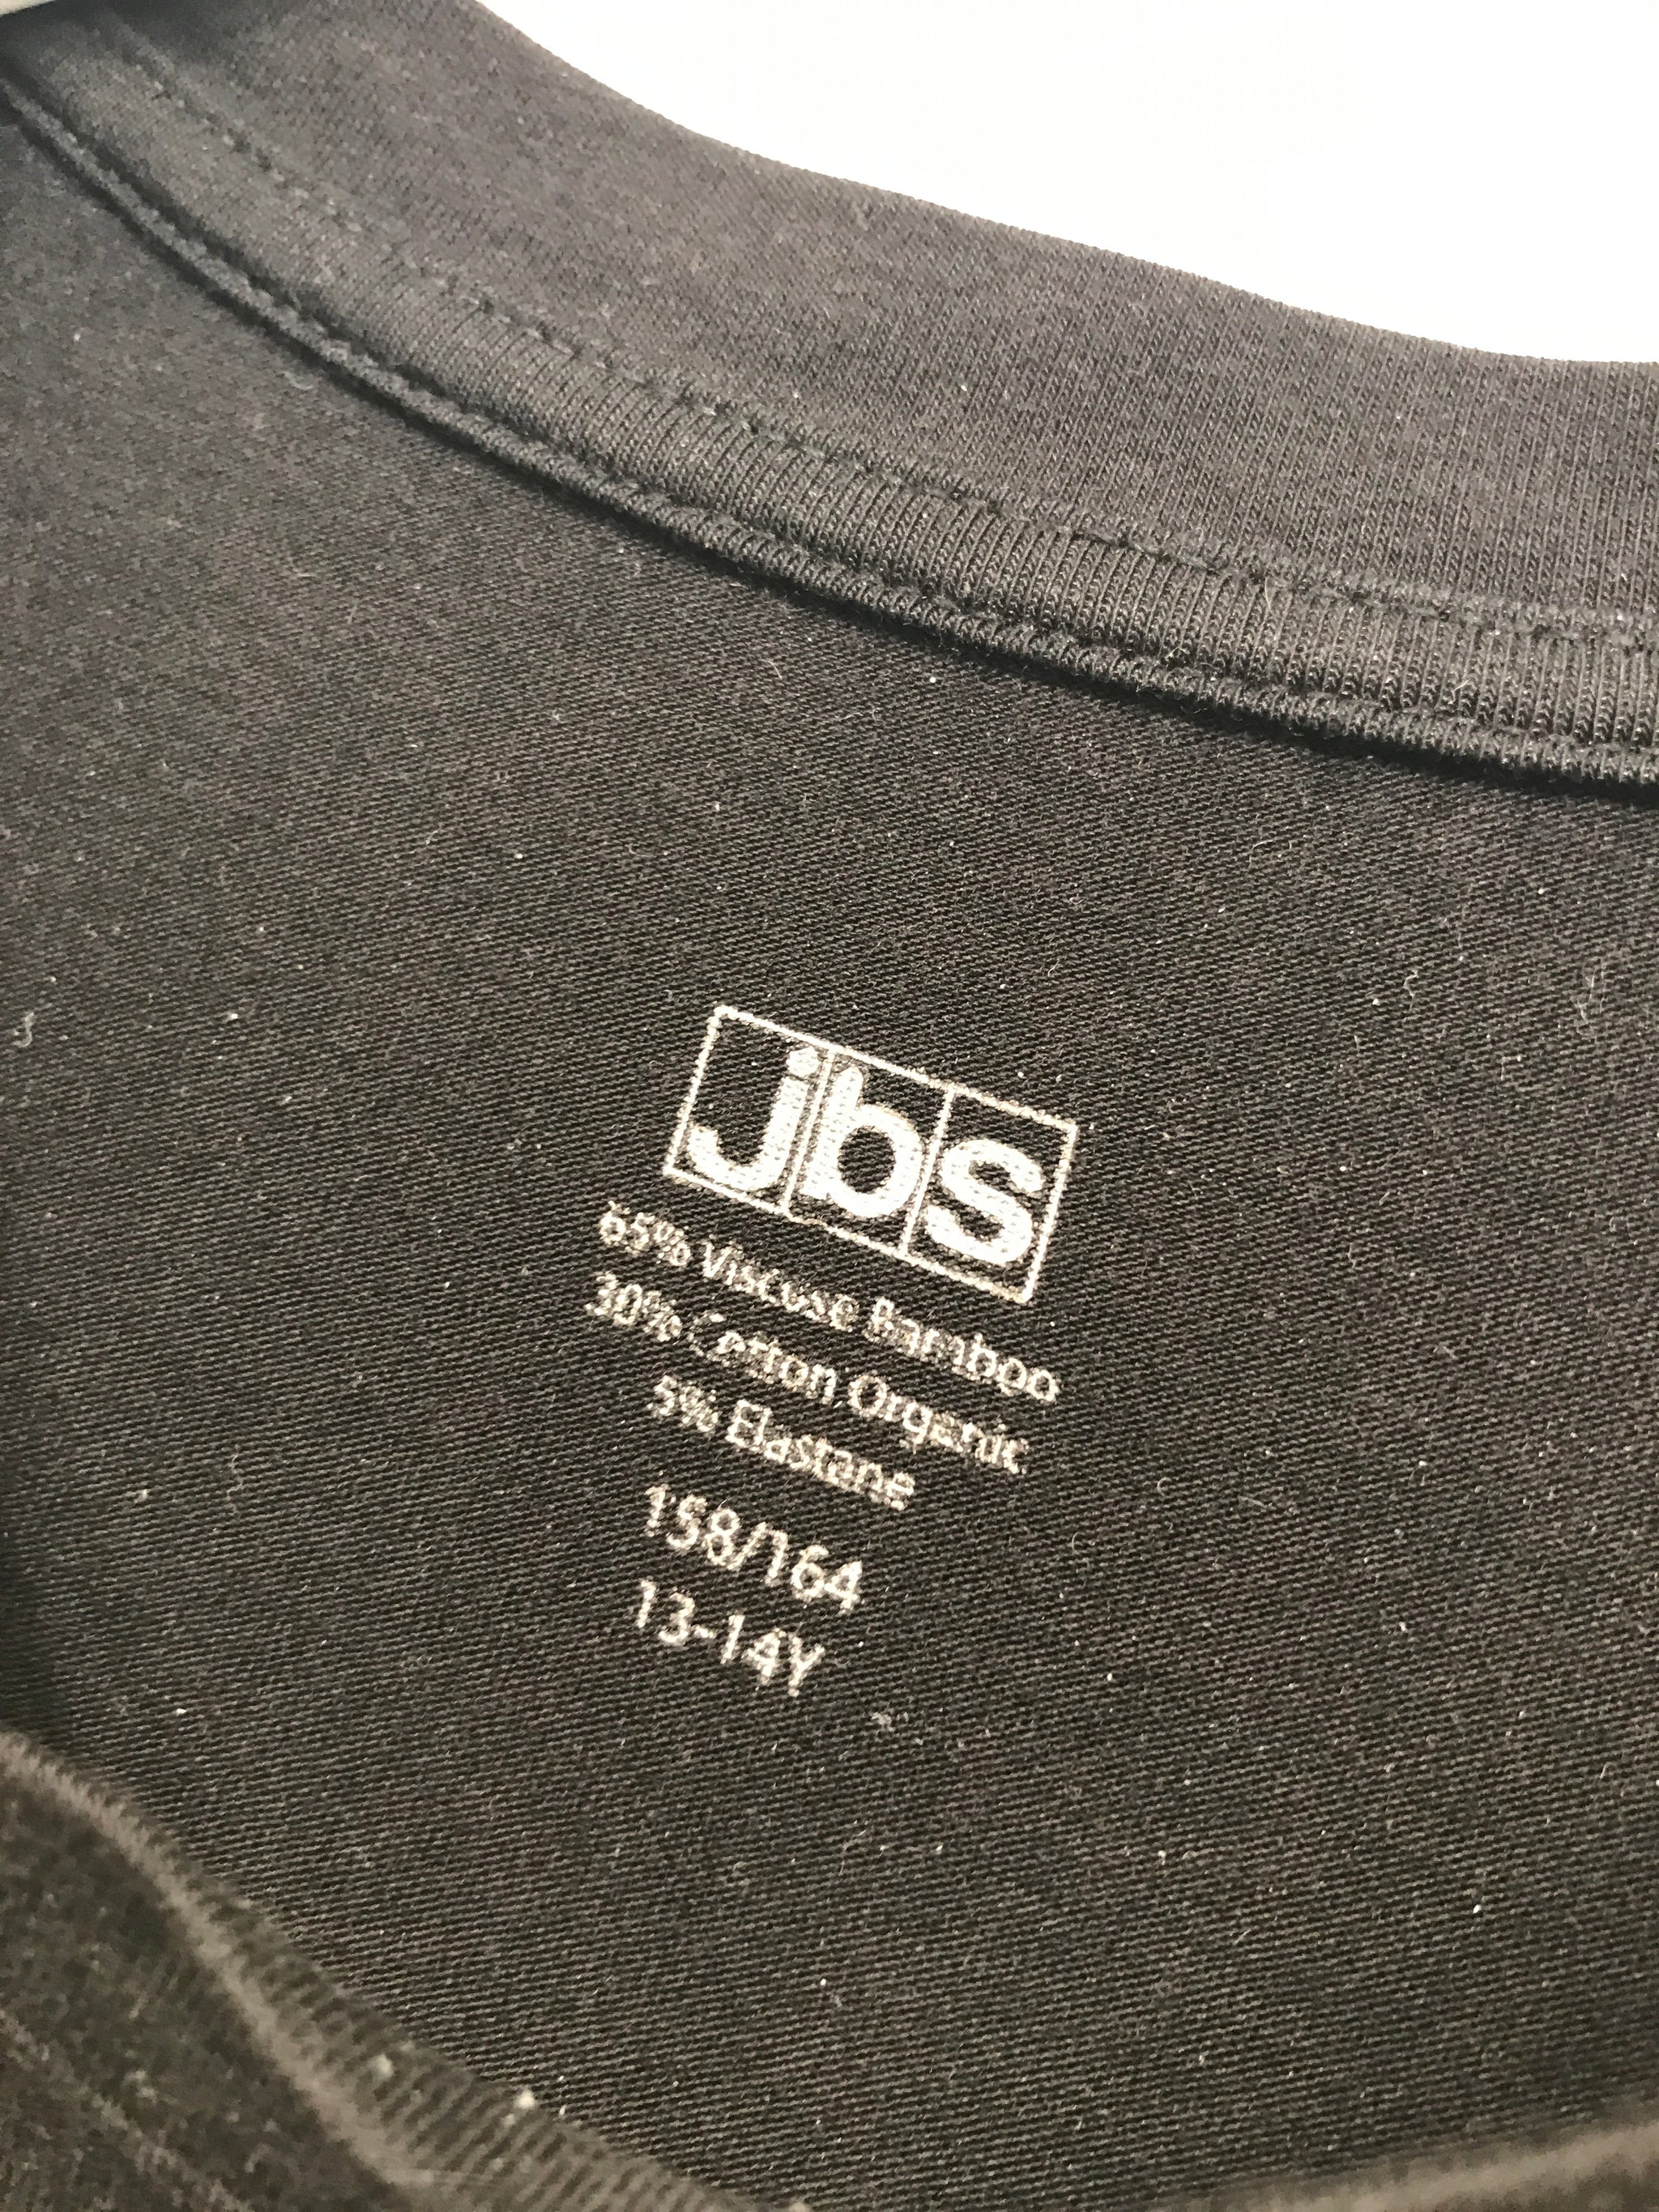 jbs
65% Viscose Bamboo
30% Cotton Organic
5% Elastane
158/164
13-14Y